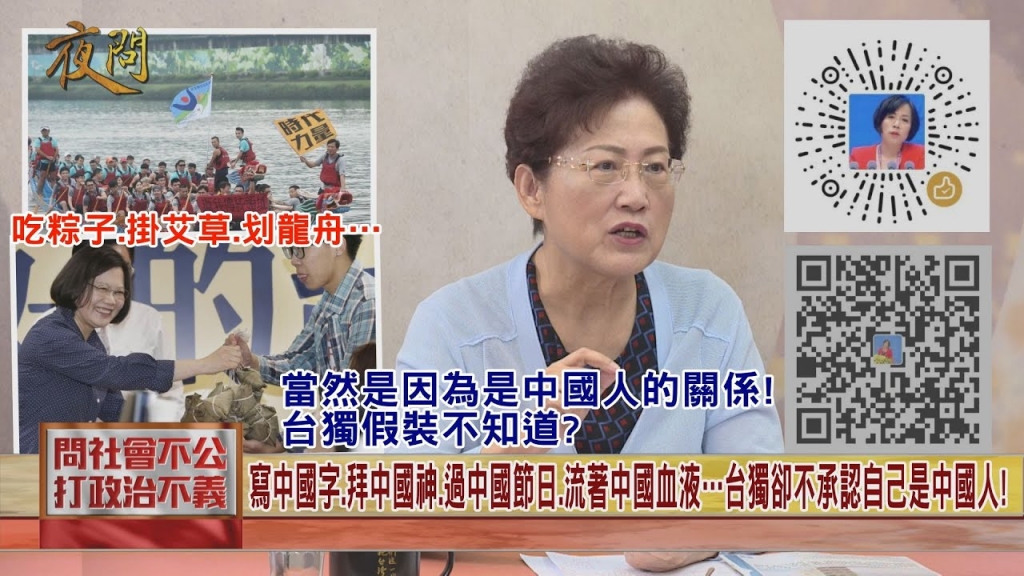 夜問
時代
力量
吃粽子.掛艾草.划龍舟…
的
當然是因為是中國人的關係!
台獨假裝不知道?
問社會不公
打政治不義
寫中國字.拜中國神.過中國節日.流著中國血液…台獨卻不承認自己是中國人!